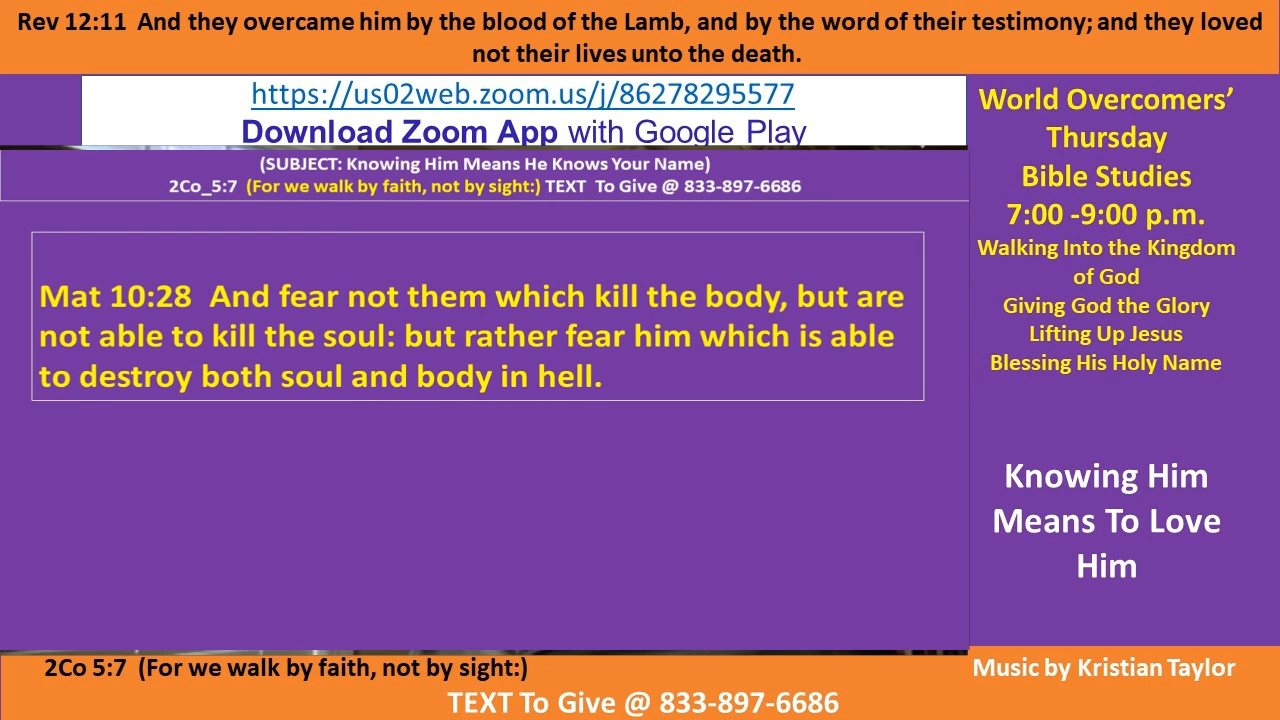 Rev 12:11  And they overcame him by the blood of the Lamb, and by the word of their testimony; and they loved
not their lives unto the death.
https://us02web.zoom.us/j/86278295577
Download Zoom App with Google Play
(SUBJECT: Knowing Him Means He Knows Your Name)
2Co_5:7  (For we walk by faith, not by sight:) TEXT  To Give @ 833-897-6686
Mat 10:28  And fear not them which kill the body, but are
not able to kill the soul: but rather fear him which is able
to destroy both soul and body in hell.
World Overcomers’
Thursday
Bible Studies
7:00 -9:00 p.m.
Walking Into the Kingdom
of God
Giving God the Glory
Lifting Up Jesus
Blessing His Holy Name
Knowing Him
Means To Love
Him
2Co 5:7  (For we walk by faith, not by sight:)
Music by Kristian Taylor
TEXT To Give @ 833-897-6686